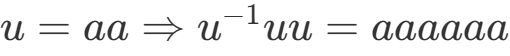 u = aa ⇒ u⁻¹uu = aaaaaa